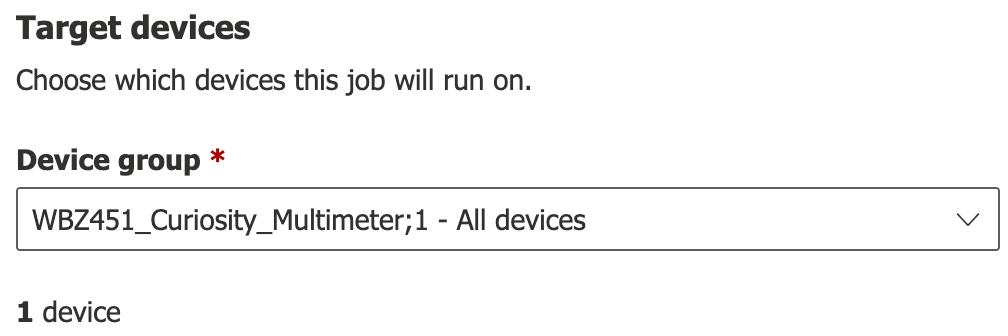 Target devices
Choose which devices this job will run on.
Device group *
WBZ451_Curiosity_Multimeter;1 - All devices
1 device